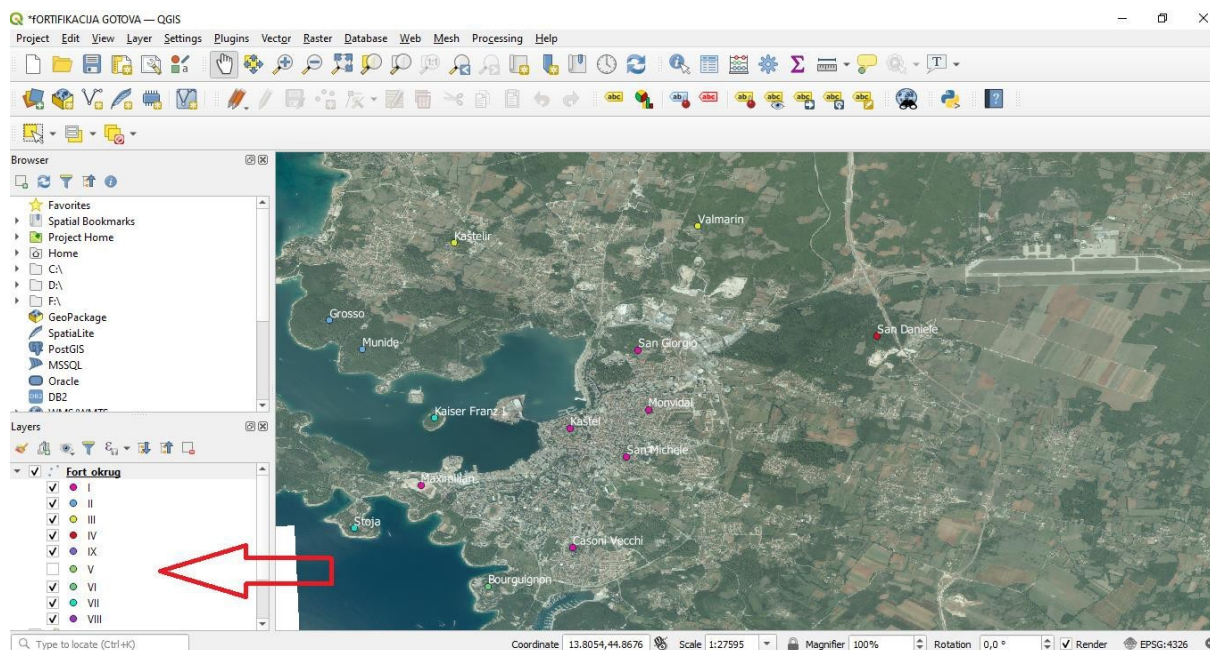 *fORTIFIKACIJA GOTOVA — QGIS
Project Edit View Layer Settings Plugins Vector Raster Database Web Mesh Processing Help
Browser
Favorites
Spatial Bookmarks
Project Home
Home
C:\
D:\
F:\
GeoPackage
SpatiaLite
PostGIS
MSSQL
Oracle
DB2
WMS/WMTS
Layers
Fort okrug
I
II
III
IV
IX
V
VI
VII
VIII
Valmarin
Kaštelir
Grosso
San Daniele
Munide
San Giorgio
Monvidal
Kaiser Franz I
Kastel
San Michele
Maximilian
Stoja
Casoni Vecchi
Bourguignon
Type to locate (Ctrl+K) Coordinate 13.8054,44.8676 Scale 1:27595 Magnifier 100% Rotation 0,0 ° Render EPSG:4326